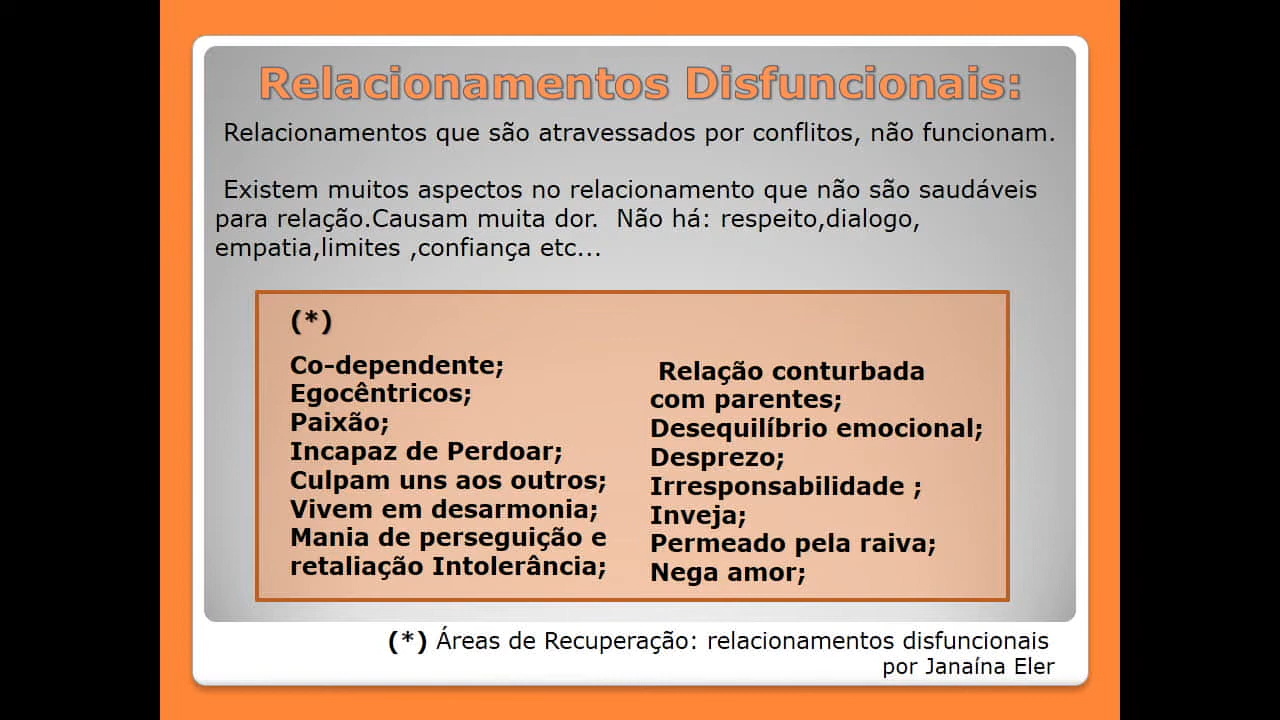 Relacionamentos Disfuncionais:
Relacionamentos que são atravessados por conflitos, não funcionam.
Existem muitos aspectos no relacionamento que não são saudáveis
para relação.Causam muita dor.  Não há: respeito,dialogo,
empatia,limites ,confiança etc...
(*)
Co-dependente;
Egocêntricos;
Paixão;
Incapaz de Perdoar;
Culpam uns aos outros;
Vivem em desarmonia;
Mania de perseguição e
retaliação Intolerância;
Relação conturbada
com parentes;
Desequilíbrio emocional;
Desprezo;
Irresponsabilidade ;
Inveja;
Permeado pela raiva;
Nega amor;
(*) Áreas de Recuperação: relacionamentos disfuncionais
por Janaína Eler